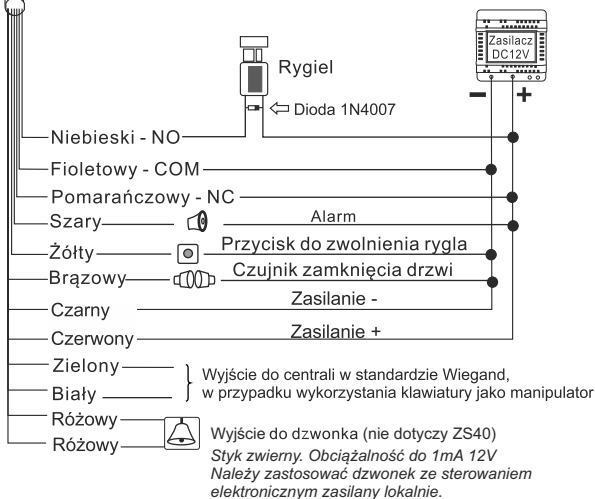 Zasilacz
DC12V
Rygiel
- +
Dioda 1N4007
Niebieski - NO
Fioletowy - COM
Pomarańczowy - NC
Szary Alarm
Żółty Przycisk do zwolnienia rygla
Brązowy Czujnik zamknięcia drzwi
Czarny Zasilanie -
Czerwony Zasilanie +
Zielony
Biały
Wyjście do centrali w standardzie Wiegand,
w przypadku wykorzystania klawiatury jako manipulator
Różowy
Różowy
Wyjście do dzwonka (nie dotyczy ZS40)
Styk zwierny. Obciążalność do 1mA 12V
Należy zastosować dzwonek ze sterowaniem
elektronicznym zasilany lokalnie.